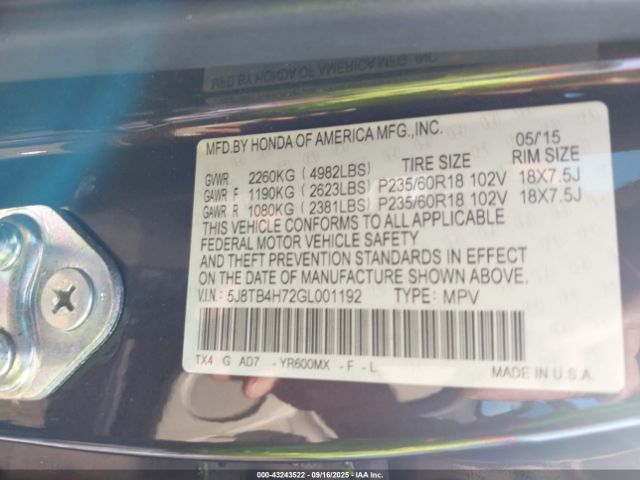 MFD.BY HONDA OF AMERICA MFG.,INC.
05/'15
GVWR 2260KG (4982LBS) TIRE SIZE RIM SIZE
GAWR F 1190KG (2623LBS) P235/60R18 102V 18X7.5J
GAWR R 1080KG (2381LBS) P235/60R18 102V 18X7.5J
THIS VEHICLE CONFORMS TO ALL APPLICABLE
FEDERAL MOTOR VEHICLE SAFETY
AND THEFT PREVENTION STANDARDS IN EFFECT
ON THE DATE OF MANUFACTURE SHOWN ABOVE.
V.I.N.: 5J8TB4H72GL001192 TYPE: MPV
TX4 G AD7 - YR600MX - F - L
MADE IN U.S.A.
00-43243522 - 09/16/2025 - VEHICLE